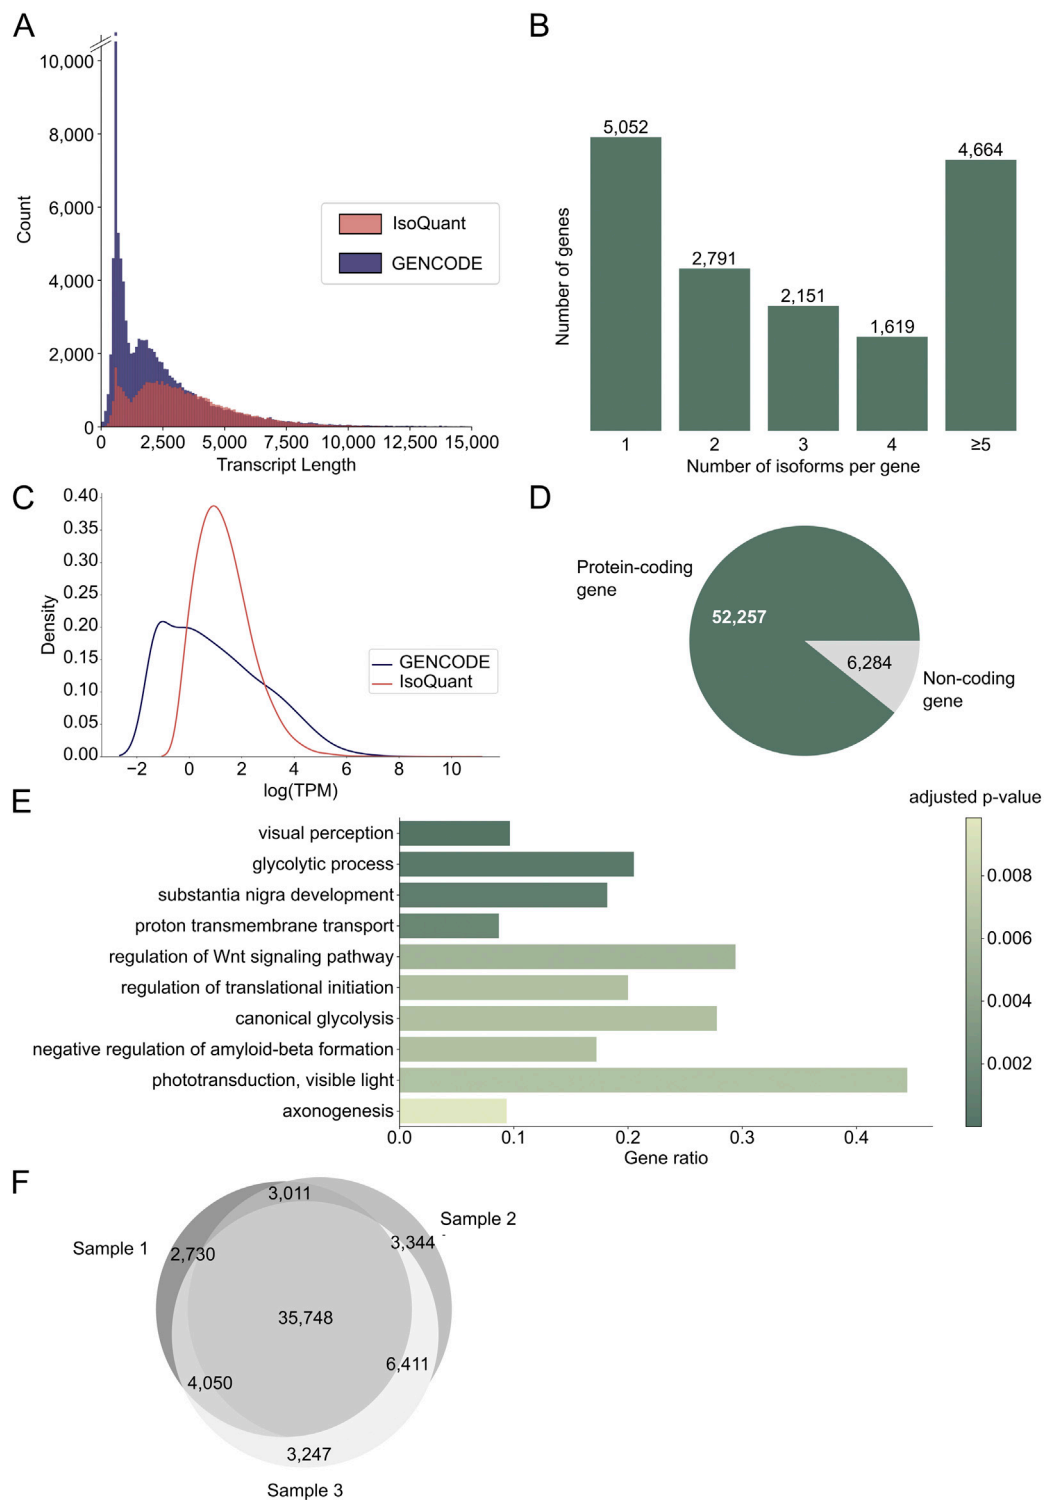 A
10,000
8,000
6,000
4,000
2,000
0
Count
0 2,500 5,000 7,500 10,000 12,500 15,000
Transcript Length
IsoQuant
GENCODE
B
Number of genes
5,052
2,791
2,151
1,619
4,664
1 2 3 4 ≥5
Number of isoforms per gene
C
0.40
0.35
0.30
0.25
0.20
0.15
0.10
0.05
0.00
Density
−2 0 2 4 6 8 10
log(TPM)
GENCODE
IsoQuant
D
Protein-coding
gene
52,257
6,284
Non-coding
gene
E
adjusted p-value
0.008
0.006
0.004
0.002
visual perception
glycolytic process
substantia nigra development
proton transmembrane transport
regulation of Wnt signaling pathway
regulation of translational initiation
canonical glycolysis
negative regulation of amyloid-beta formation
phototransduction, visible light
axonogenesis
0.0 0.1 0.2 0.3 0.4
Gene ratio
F
3,011
Sample 2
Sample 1
3,344
2,730
35,748
6,411
4,050
3,247
Sample 3